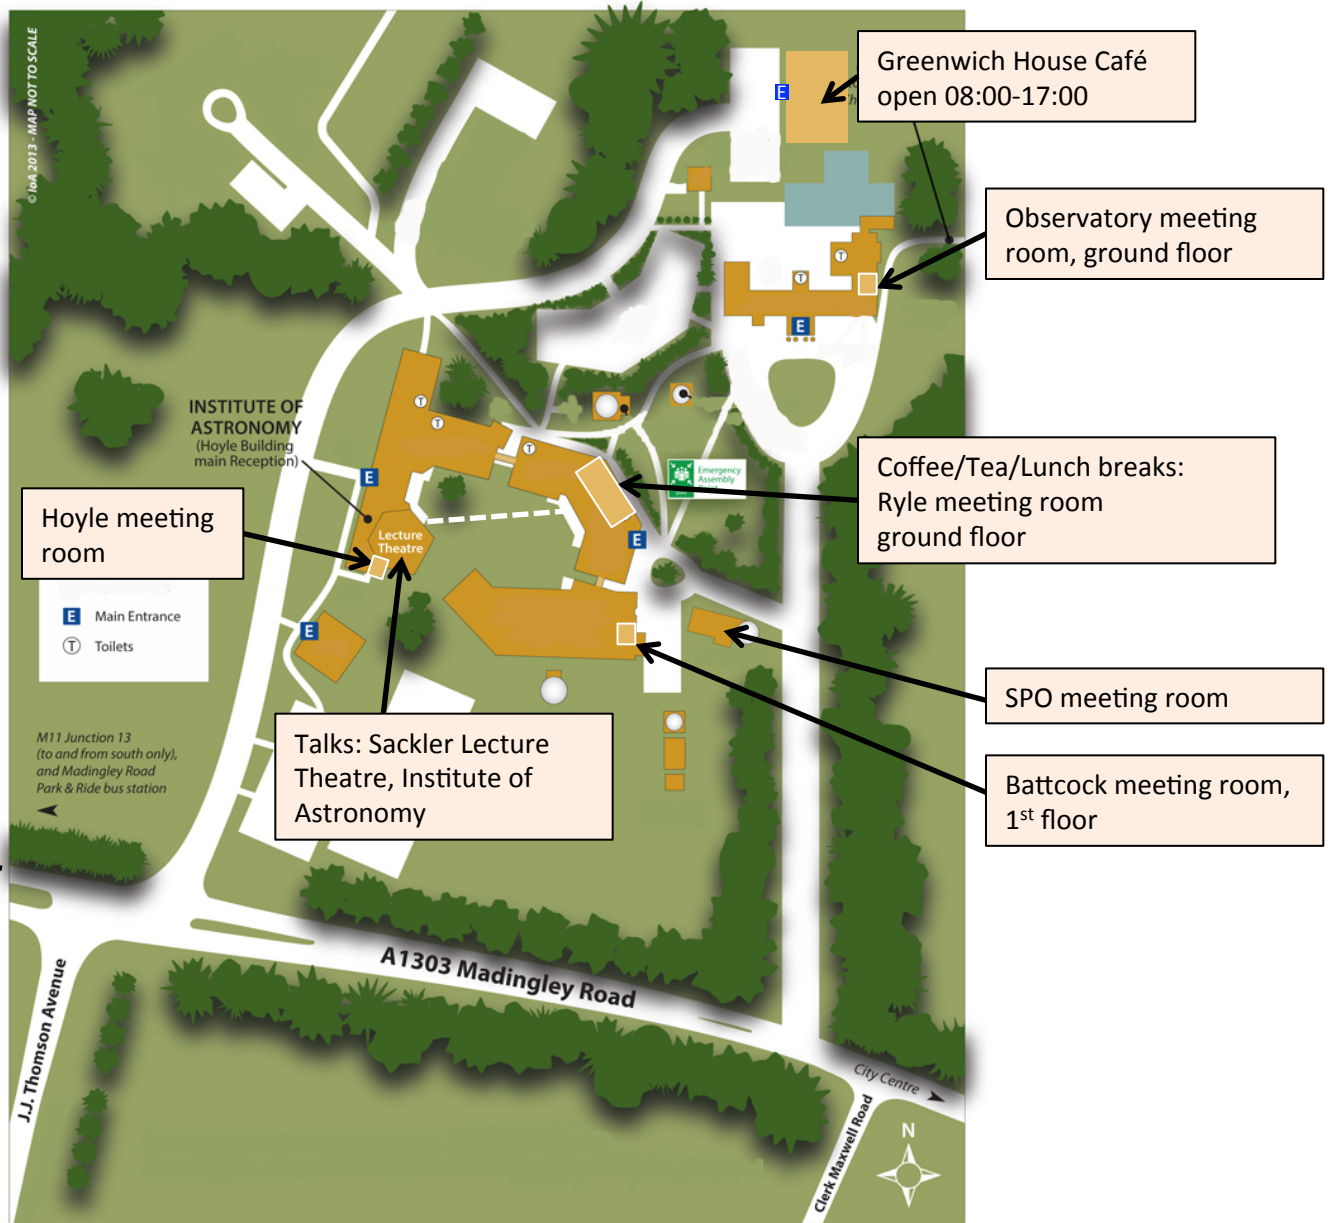 © IoA 2013 - MAP NOT TO SCALE
Greenwich House Café
open 08:00-17:00
E
Observatory meeting
room, ground floor
T
T
E
INSTITUTE OF
ASTRONOMY
(Hoyle Building
main Reception)
T
T
T
E
Emergency
Assembly
Coffee/Tea/Lunch breaks:
Ryle meeting room
ground floor
Hoyle meeting
room
Lecture
Theatre
E
E Main Entrance
T Toilets
E
SPO meeting room
M11 Junction 13
(to and from south only),
and Madingley Road
Park & Ride bus station
Talks: Sackler Lecture
Theatre, Institute of
Astronomy
Battcock meeting room,
1st floor
A1303 Madingley Road
J.J. Thomson Avenue
City Centre
Clerk Maxwell Road
N